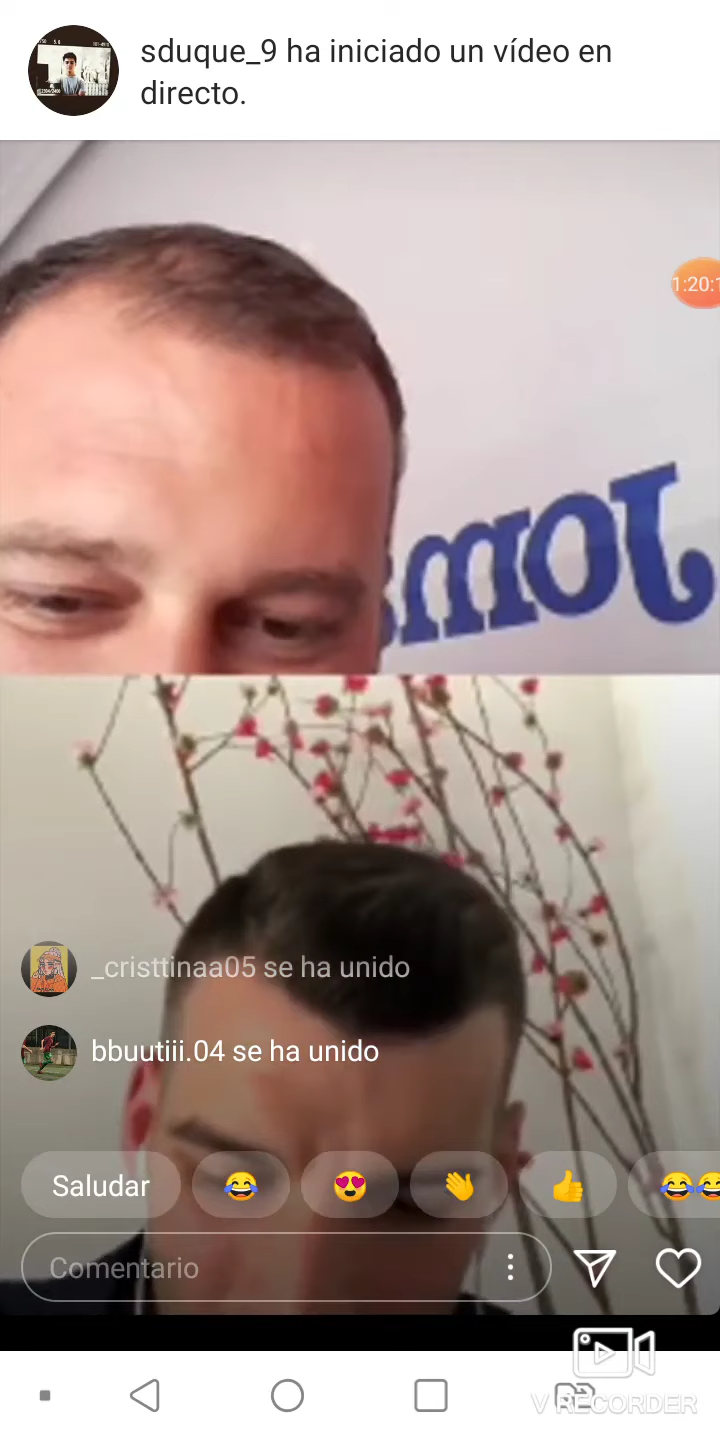 sduque_9 ha iniciado un vídeo en
directo.
1:20:1
Jom
_cristtinaa05 se ha unido
bbuutiii.04 se ha unido
Saludar
Comentario
V RECORDER